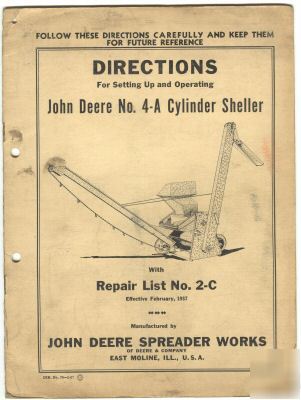 FOLLOW THESE DIRECTIONS CAREFULLY AND KEEP THEM
FOR FUTURE REFERENCE
DIRECTIONS
For Setting Up and Operating
John Deere No. 4-A Cylinder Sheller
With
Repair List No. 2-C
Effective February, 1937
Manufactured by
JOHN DEERE SPREADER WORKS
OF DEERE & COMPANY
EAST MOLINE, ILL., U.S.A.